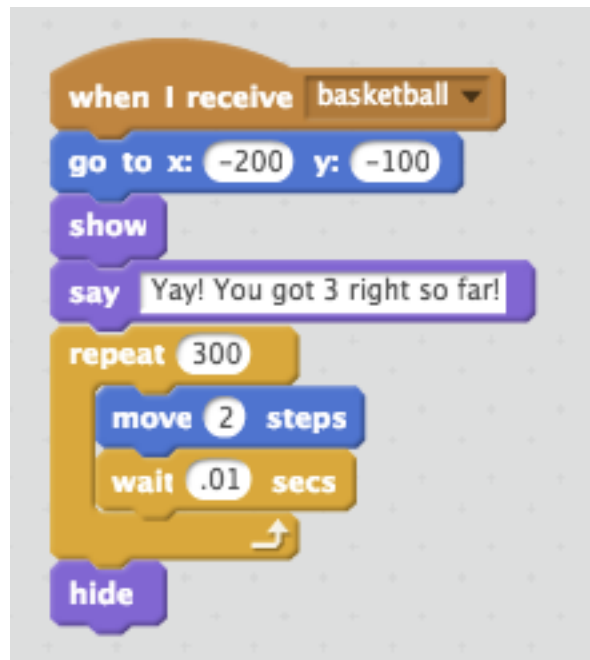 when I receive basketball
go to x: -200 y: -100
show
say Yay! You got 3 right so far!
repeat 300
move 2 steps
wait .01 secs
hide